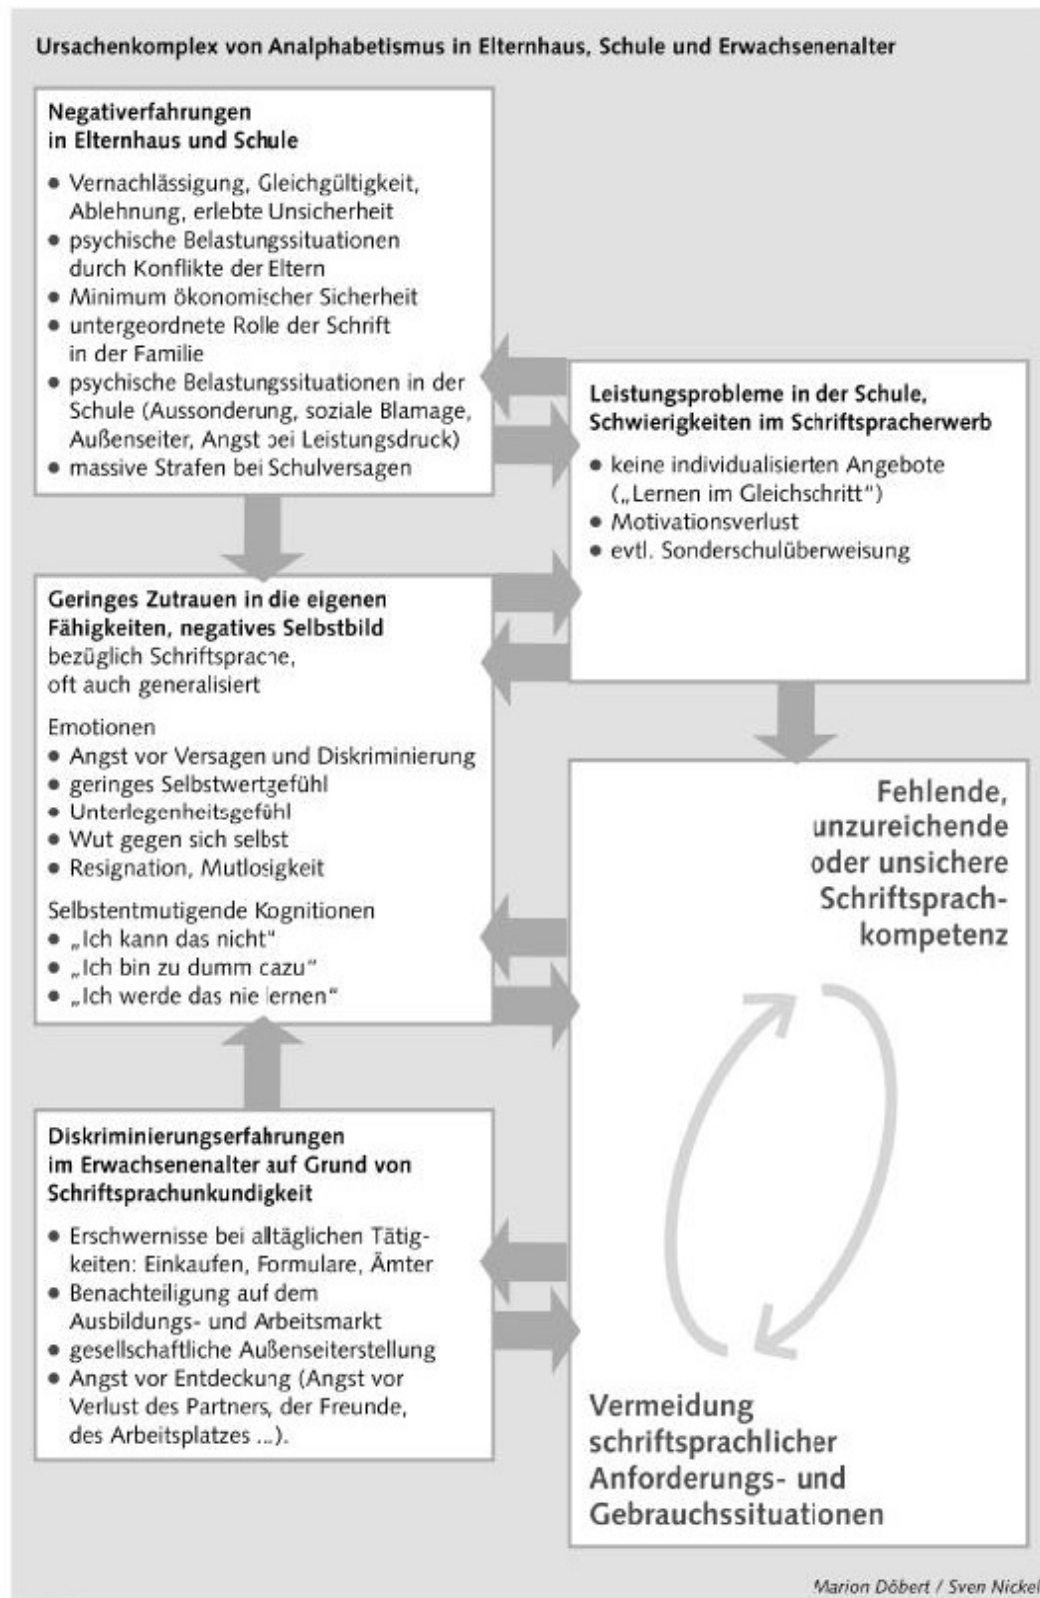 Ursachenkomplex von Analphabetismus in Elternhaus, Schule und Erwachsenenalter
Negativerfahrungen
in Elternhaus und Schule
• Vernachlässigung, Gleichgültigkeit,
Ablehnung, erlebte Unsicherheit
• psychische Belastungssituationen
durch Konflikte der Eltern
• Minimum ökonomischer Sicherheit
• untergeordnete Rolle der Schrift
in der Familie
• psychische Belastungssituationen in der
Schule (Aussonderung, soziale Blamage,
Außenseiter, Angst bei Leistungsdruck)
• massive Strafen bei Schulversagen
Leistungsprobleme in der Schule,
Schwierigkeiten im Schriftspracherwerb
• keine individualisierten Angebote
(„Lernen im Gleichschritt“)
• Motivationsverlust
• evtl. Sonderschulüberweisung
Geringes Zutrauen in die eigenen
Fähigkeiten, negatives Selbstbild
bezüglich Schriftsprache,
oft auch generalisiert
Emotionen
• Angst vor Versagen und Diskriminierung
• geringes Selbstwertgefühl
• Unterlegenheitsgefühl
• Wut gegen sich selbst
• Resignation, Mutlosigkeit
Selbstentmutigende Kognitionen
• „Ich kann das nicht“
• „Ich bin zu dumm dazu“
• „Ich werde das nie lernen“
Fehlende,
unzureichende
oder unsichere
Schriftsprach-
kompetenz
Diskriminierungserfahrungen
im Erwachsenenalter auf Grund von
Schriftsprachunkundigkeit
• Erschwernisse bei alltäglichen Tätig-
keiten: Einkaufen, Formulare, Ämter
• Benachteiligung auf dem
Ausbildungs- und Arbeitsmarkt
• gesellschaftliche Außenseiterstellung
• Angst vor Entdeckung (Angst vor
Verlust des Partners, der Freunde,
des Arbeitsplatzes ...).
Vermeidung
schriftsprachlicher
Anforderungs- und
Gebrauchssituationen
Marion Döbert / Sven Nickel